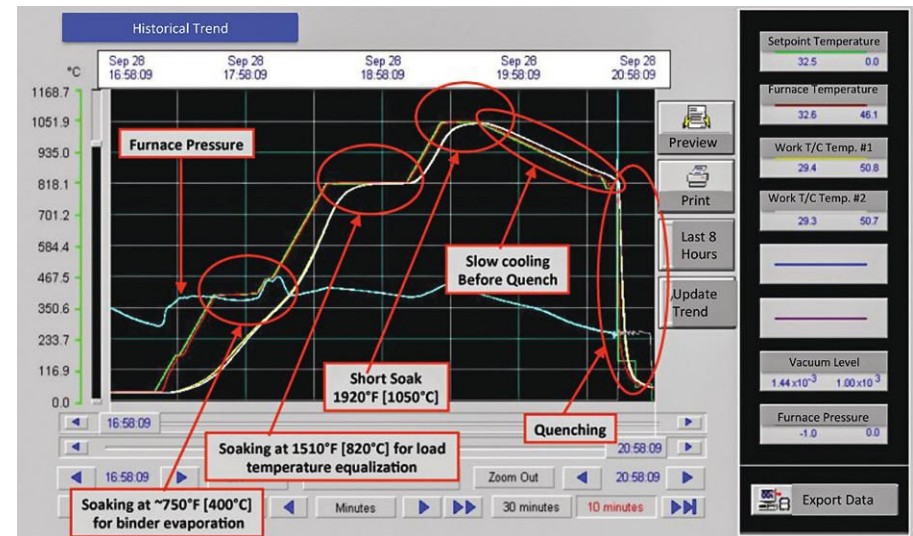 Historical Trend
°C
Sep 28
16:58:09
Sep 28
17:58:09
Sep 28
18:58:09
Sep 28
19:58:09
Sep 28
20:58:09
1168.7
1051.9
935.0
818.1
701.2
584.4
467.5
350.6
233.7
116.9
0.0
Furnace Pressure
Slow cooling
Before Quench
Short Soak
1920°F [1050°C]
Quenching
Soaking at 1510°F [820°C] for load
temperature equalization
Soaking at ~750°F [400°C]
for binder evaporation
Preview
Print
Last 8
Hours
Update
Trend
16:58:09
20:58:09
16:58:09
Zoom Out
20:58:09
Minutes
30 minutes
10 minutes
Setpoint Temperature
32.5 0.0
Furnace Temperature
32.6 46.1
Work T/C Temp. #1
29.4 50.8
Work T/C Temp. #2
29.3 50.7
Vacuum Level
1.44 x10⁻³ 1.00x10 ³
Furnace Pressure
-1.0 0.0
Export Data